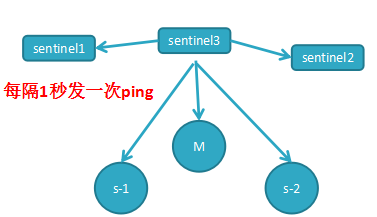 sentinel3
sentinel1
sentinel2
每隔1秒发一次ping
M
s-1
s-2